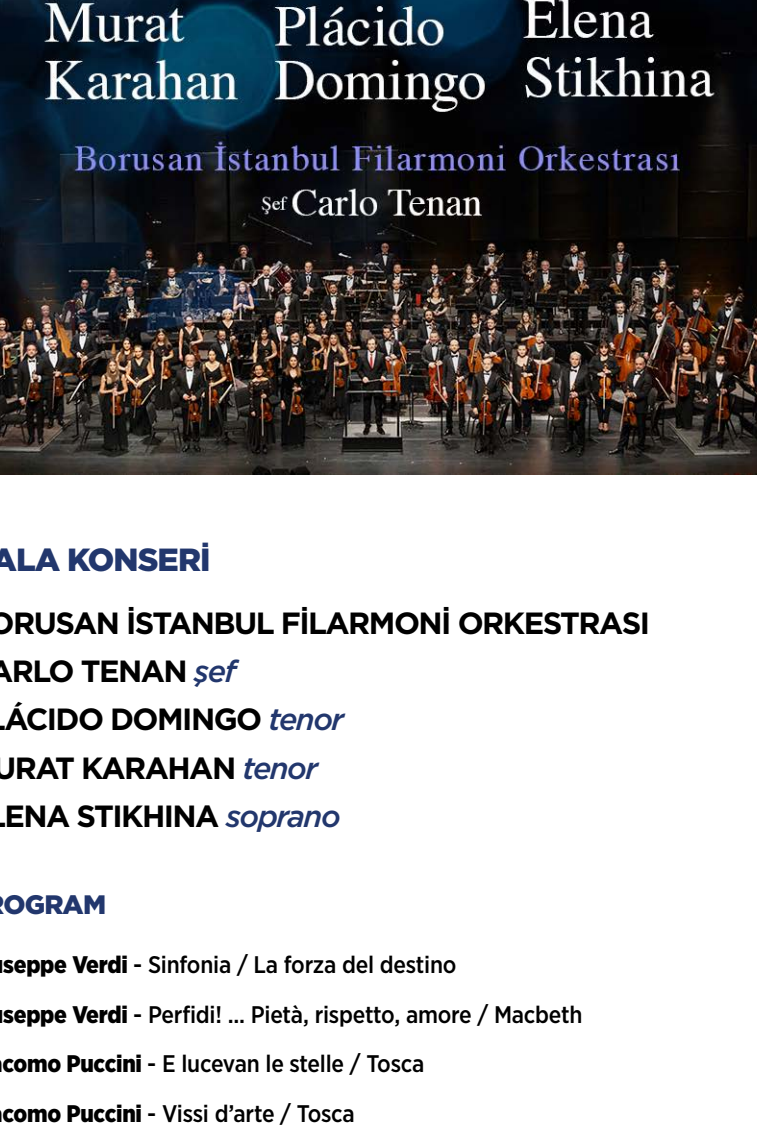 Murat Plácido Elena
Karahan Domingo Stikhina
Borusan İstanbul Filarmoni Orkestrası
Şef Carlo Tenan
ALA KONSERİ
ORUSAN İSTANBUL FİLARMONİ ORKESTRASI
ARLO TENAN şef
LÁCIDO DOMINGO tenor
URAT KARAHAN tenor
LENA STIKHINA soprano
ROGRAM
useppe Verdi - Sinfonia / La forza del destino
useppe Verdi - Perfidi! ... Pietà, rispetto, amore / Macbeth
acomo Puccini - E lucevan le stelle / Tosca
acomo Puccini - Vissi d’arte / Tosca